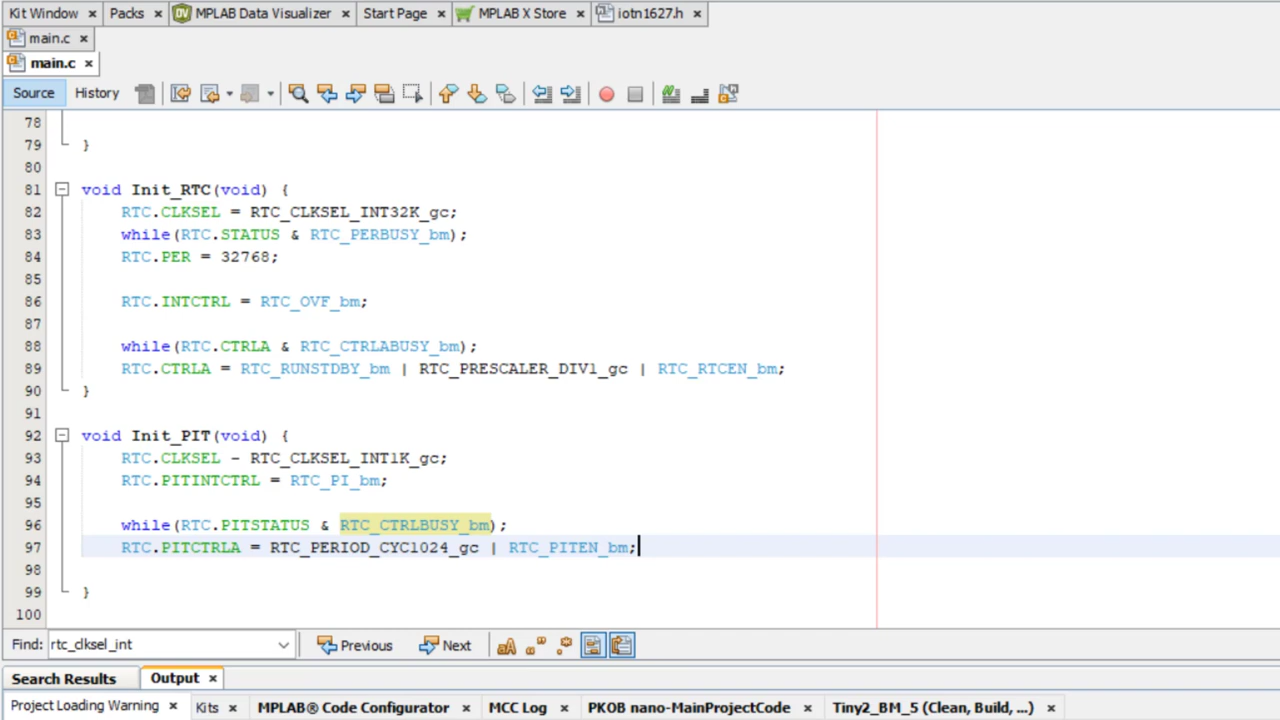 Kit Window × Packs × MPLAB Data Visualizer × Start Page × MPLAB X Store × iotn1627.h ×
main.c ×
main.c ×
Source History
78
79 }
80
81 void Init_RTC(void) {
82 RTC.CLKSEL = RTC_CLKSEL_INT32K_gc;
83 while(RTC.STATUS & RTC_PERBUSY_bm);
84 RTC.PER = 32768;
85
86 RTC.INTCTRL = RTC_OVF_bm;
87
88 while(RTC.CTRLA & RTC_CTRLABUSY_bm);
89 RTC.CTRLA = RTC_RUNSTDBY_bm | RTC_PRESCALER_DIV1_gc | RTC_RTCEN_bm;
90 }
91
92 void Init_PIT(void) {
93 RTC.CLKSEL - RTC_CLKSEL_INT1K_gc;
94 RTC.PITINTCTRL = RTC_PI_bm;
95
96 while(RTC.PITSTATUS & RTC_CTRLBUSY_bm);
97 RTC.PITCTRLA = RTC_PERIOD_CYC1024_gc | RTC_PITEN_bm;
98
99 }
100
Find: rtc_clksel_int Previous Next
Search Results Output ×
Project Loading Warning × Kits × MPLAB® Code Configurator × MCC Log × PKOB nano-MainProjectCode × Tiny2_BM_5 (Clean, Build, ...) ×